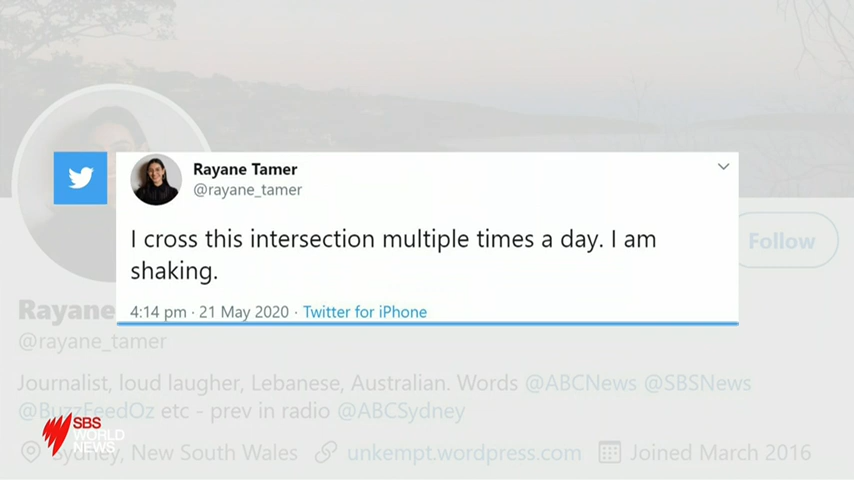 Rayane Tamer
@rayane_tamer
I cross this intersection multiple times a day. I am
shaking.
4:14 pm · 21 May 2020 · Twitter for iPhone
Follow
Rayane
@rayane_tamer
Journalist, loud laugher, Lebanese, Australian. Words @ABCNews @SBSNews
@BuzzFeedOz etc - prev in radio @ABCSydney
SBS
WORLD
NEWS
Sydney, New South Wales unkempt.wordpress.com Joined March 2016